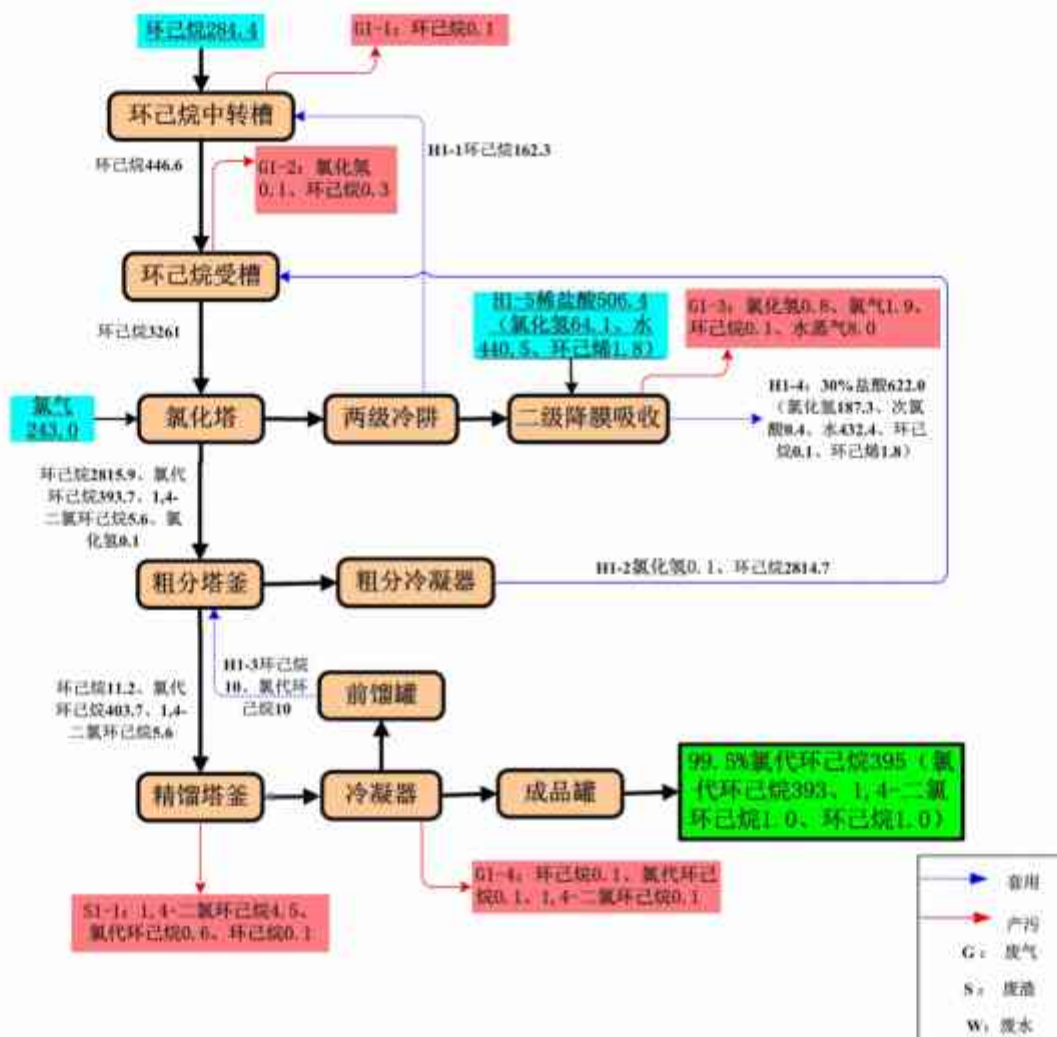 环己烷284.4
G1-1：环己烷0.1
环己烷中转槽
环己烷446.6
H1-1环己烷162.3
G1-2：氯化氢
0.1、环己烷0.3
环己烷受槽
环己烷3261
H1-5稀盐酸506.4
（氯化氢64.1、水
440.5、环己烯1.8）
G1-3：氯化氢0.8、氯气1.9、
环己烷0.1、水蒸气8.0
氯气
243.0
氯化塔
两级冷阱
二级降膜吸收
H1-4：30%盐酸622.0
（氯化氢187.3、次氯
酸0.4、水432.4、环己
烷0.1、环己烯1.8）
环己烷2815.9、氯代
环己烷393.7、1,4-
二氯环己烷5.6、氯
化氢0.1
粗分塔釜
粗分冷凝器
H1-2氯化氢0.1、环己烷2814.7
H1-3环己烷
10、氯代环
己烷10
前馏罐
环己烷11.2、氯代
环己烷403.7、1,4-
二氯环己烷5.6
精馏塔釜
冷凝器
成品罐
99.5%氯代环己烷395（氯
代环己烷393、1,4-二氯
环己烷1.0、环己烷1.0）
G1-4：环己烷0.1、氯代环己
烷0.1、1,4-二氯环己烷0.1
S1-1：1,4-二氯环己烷4.5、
氯代环己烷0.6、环己烷0.1
套用
产污
G： 废气
S： 废渣
W： 废水